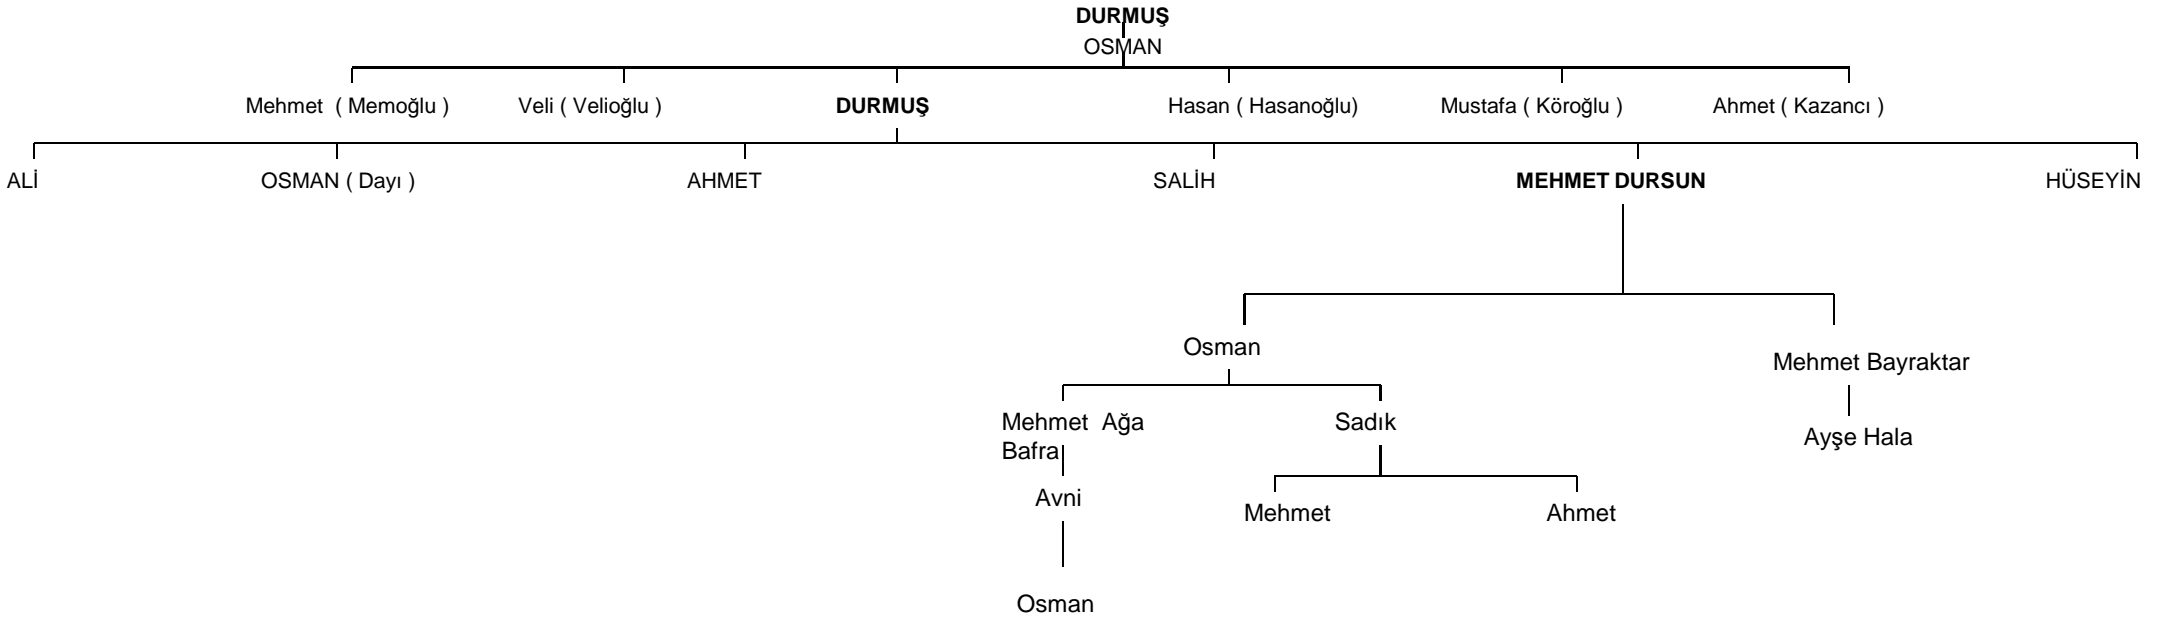 DURMUŞ
OSMAN
Mehmet ( Memoğlu ) Veli ( Velioğlu ) DURMUŞ Hasan ( Hasanoğlu) Mustafa ( Köroğlu ) Ahmet ( Kazancı )
ALİ OSMAN ( Dayı ) AHMET SALİH MEHMET DURSUN HÜSEYİN
Osman
Mehmet Bayraktar
Mehmet Ağa Sadık
Bafra
Ayşe Hala
Avni
Mehmet Ahmet
Osman